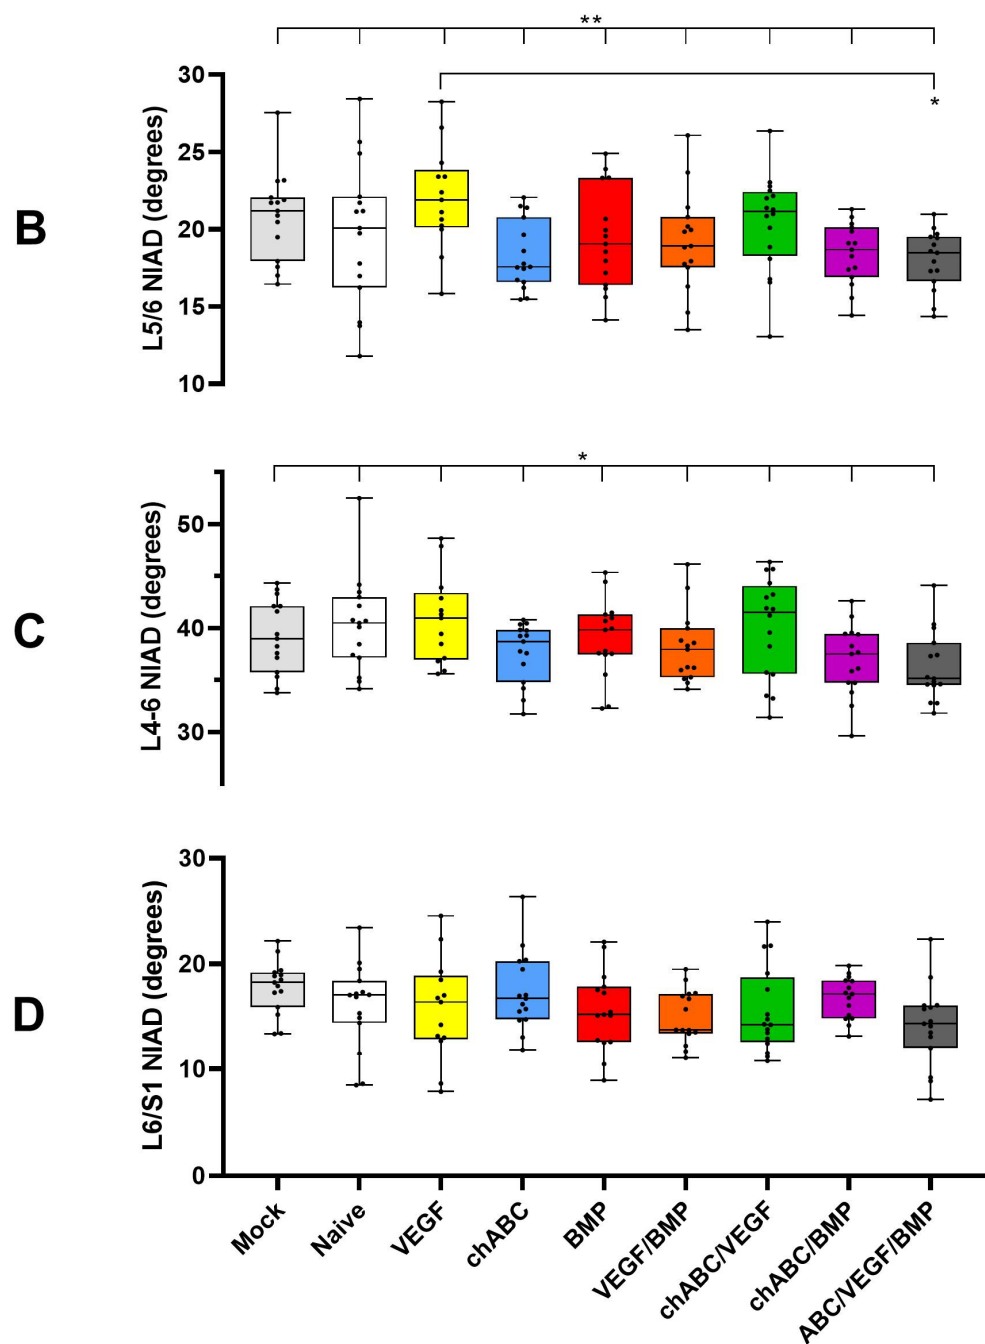 **
B
L5/6 NIAD (degrees)
30
25
20
15
10
*
*
C
L4-6 NIAD (degrees)
50
40
30
D
L6/S1 NIAD (degrees)
30
20
10
0
Mock
Naive
VEGF
chABC
BMP
VEGF/BMP
chABC/VEGF
chABC/BMP
ABC/VEGF/BMP